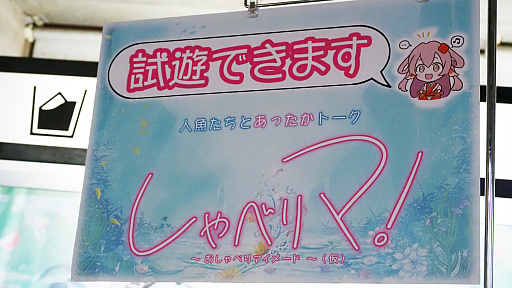 試遊できます
人魚たちとあったかトーク
しゃべりマ!
~おしゃべりアイメード~(仮)